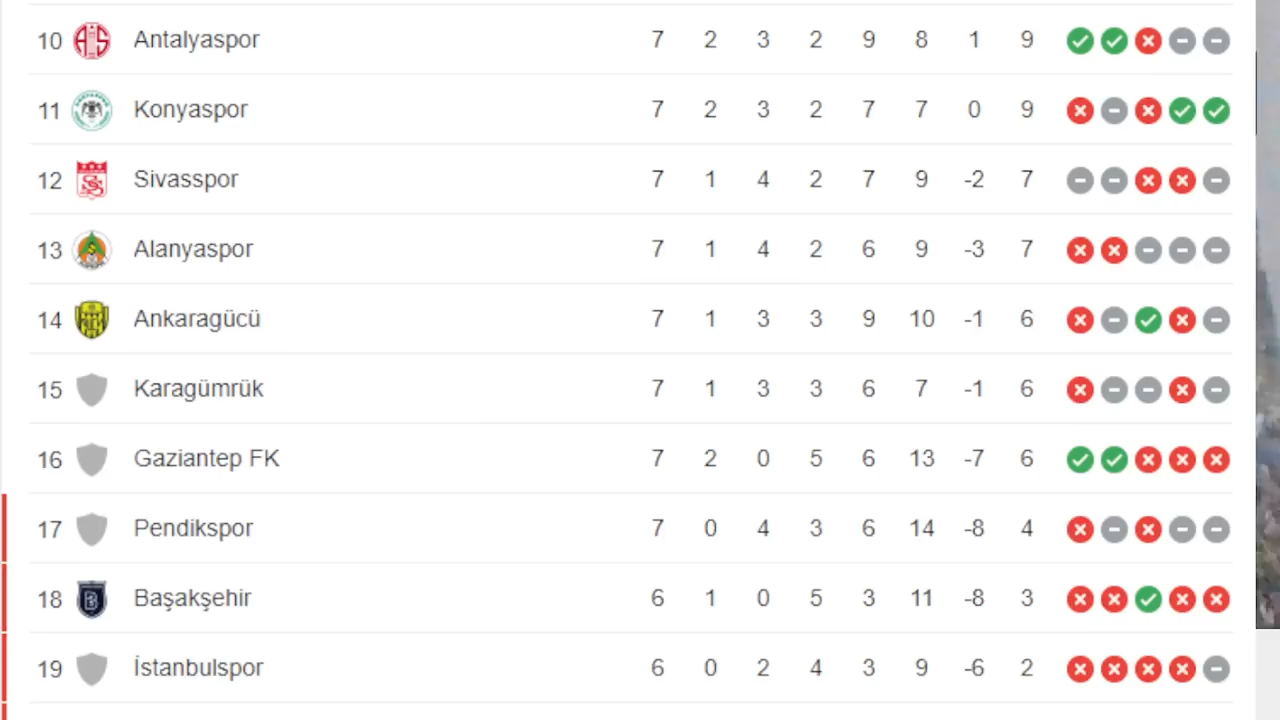 10 Antalyaspor 7 2 3 2 9 8 1 9
11 Konyaspor 7 2 3 2 7 7 0 9
12 Sivasspor 7 1 4 2 7 9 -2 7
13 Alanyaspor 7 1 4 2 6 9 -3 7
14 Ankaragücü 7 1 3 3 9 10 -1 6
15 Karagümrük 7 1 3 3 6 7 -1 6
16 Gaziantep FK 7 2 0 5 6 13 -7 6
17 Pendikspor 7 0 4 3 6 14 -8 4
18 Başakşehir 6 1 0 5 3 11 -8 3
19 İstanbulspor 6 0 2 4 3 9 -6 2